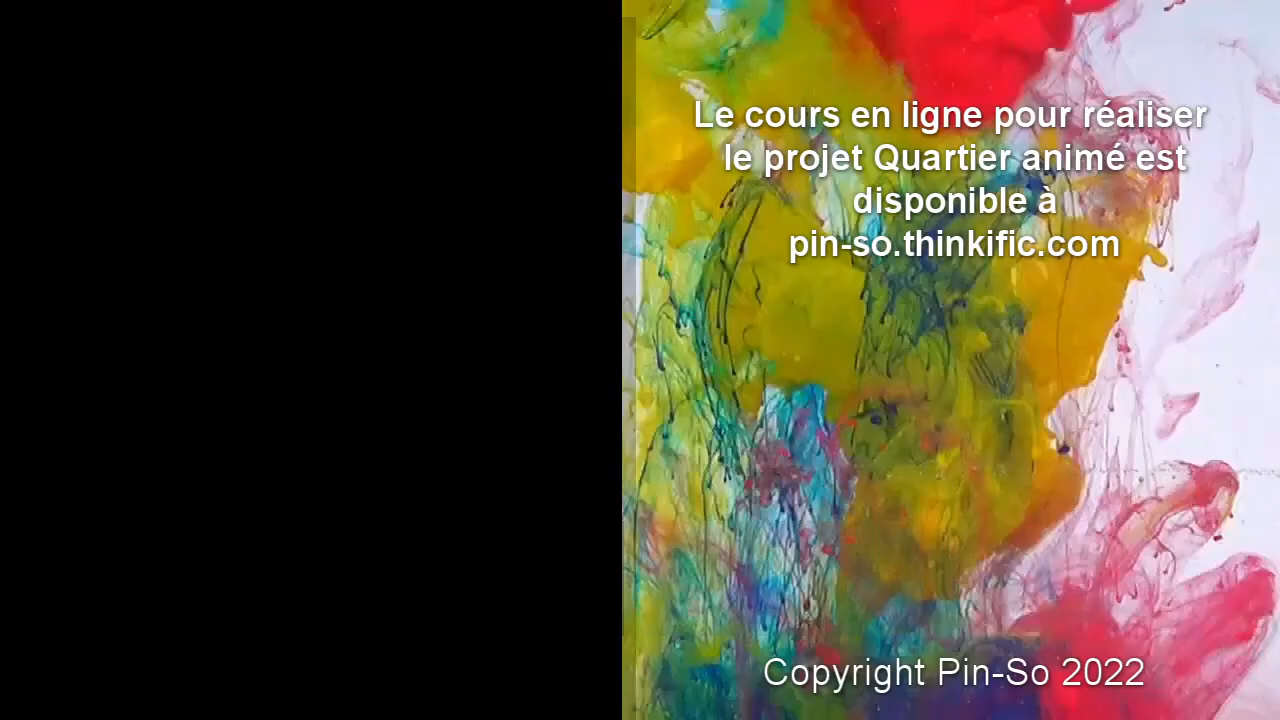 Le cours en ligne pour réaliser
le projet Quartier animé est
disponible à
pin-so.thinkific.com
Copyright Pin-So 2022